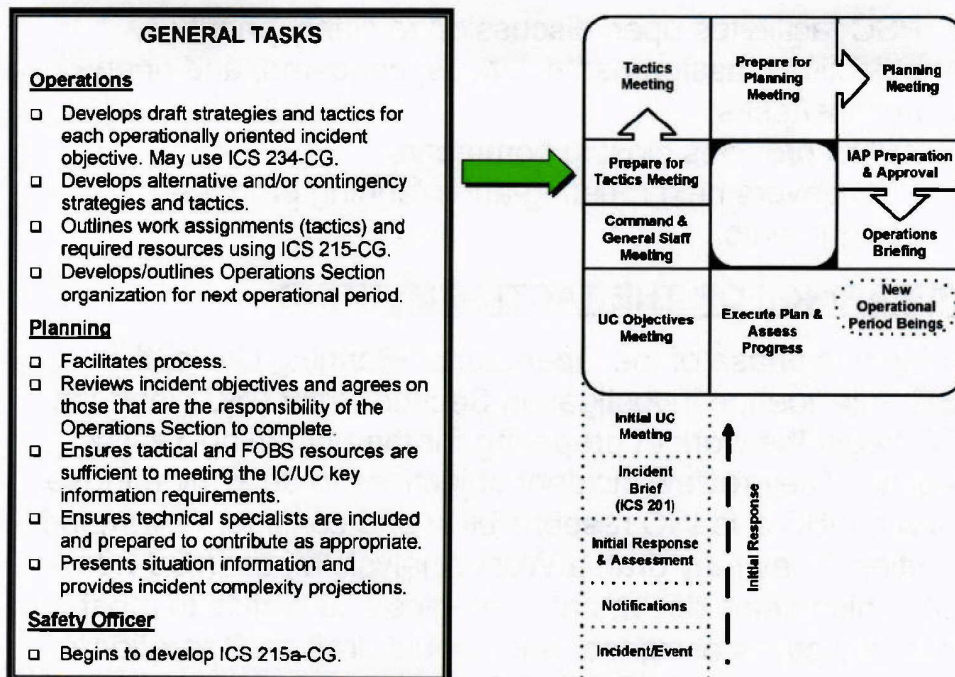 GENERAL TASKS
Operations
Develops draft strategies and tactics for
each operationally oriented incident
objective. May use ICS 234-CG.
Develops alternative and/or contingency
strategies and tactics.
Outlines work assignments (tactics) and
required resources using ICS 215-CG.
Develops/outlines Operations Section
organization for next operational period.
Planning
Facilitates process.
Reviews incident objectives and agrees on
those that are the responsibility of the
Operations Section to complete.
Ensures tactical and FOBS resources are
sufficient to meeting the IC/UC key
information requirements.
Ensures technical specialists are included
and prepared to contribute as appropriate.
Presents situation information and
provides incident complexity projections.
Safety Officer
Begins to develop ICS 215a-CG.
Tactics
Meeting
Prepare for
Planning
Meeting
Planning
Meeting
Prepare for
Tactics Meeting
IAP Preparation
& Approval
Command &
General Staff
Meeting
Operations
Briefing
UC Objectives
Meeting
Execute Plan &
Assess
Progress
New
Operational
Period Beings
Initial UC
Meeting
Incident
Brief
(ICS 201)
Initial Response
& Assessment
Notifications
Incident/Event
Initial Response